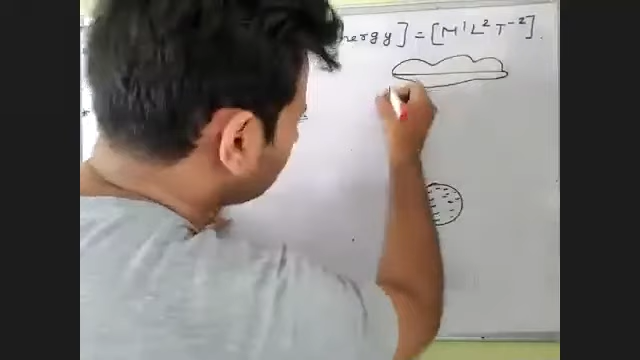 nergy] = [M¹L²T⁻²].